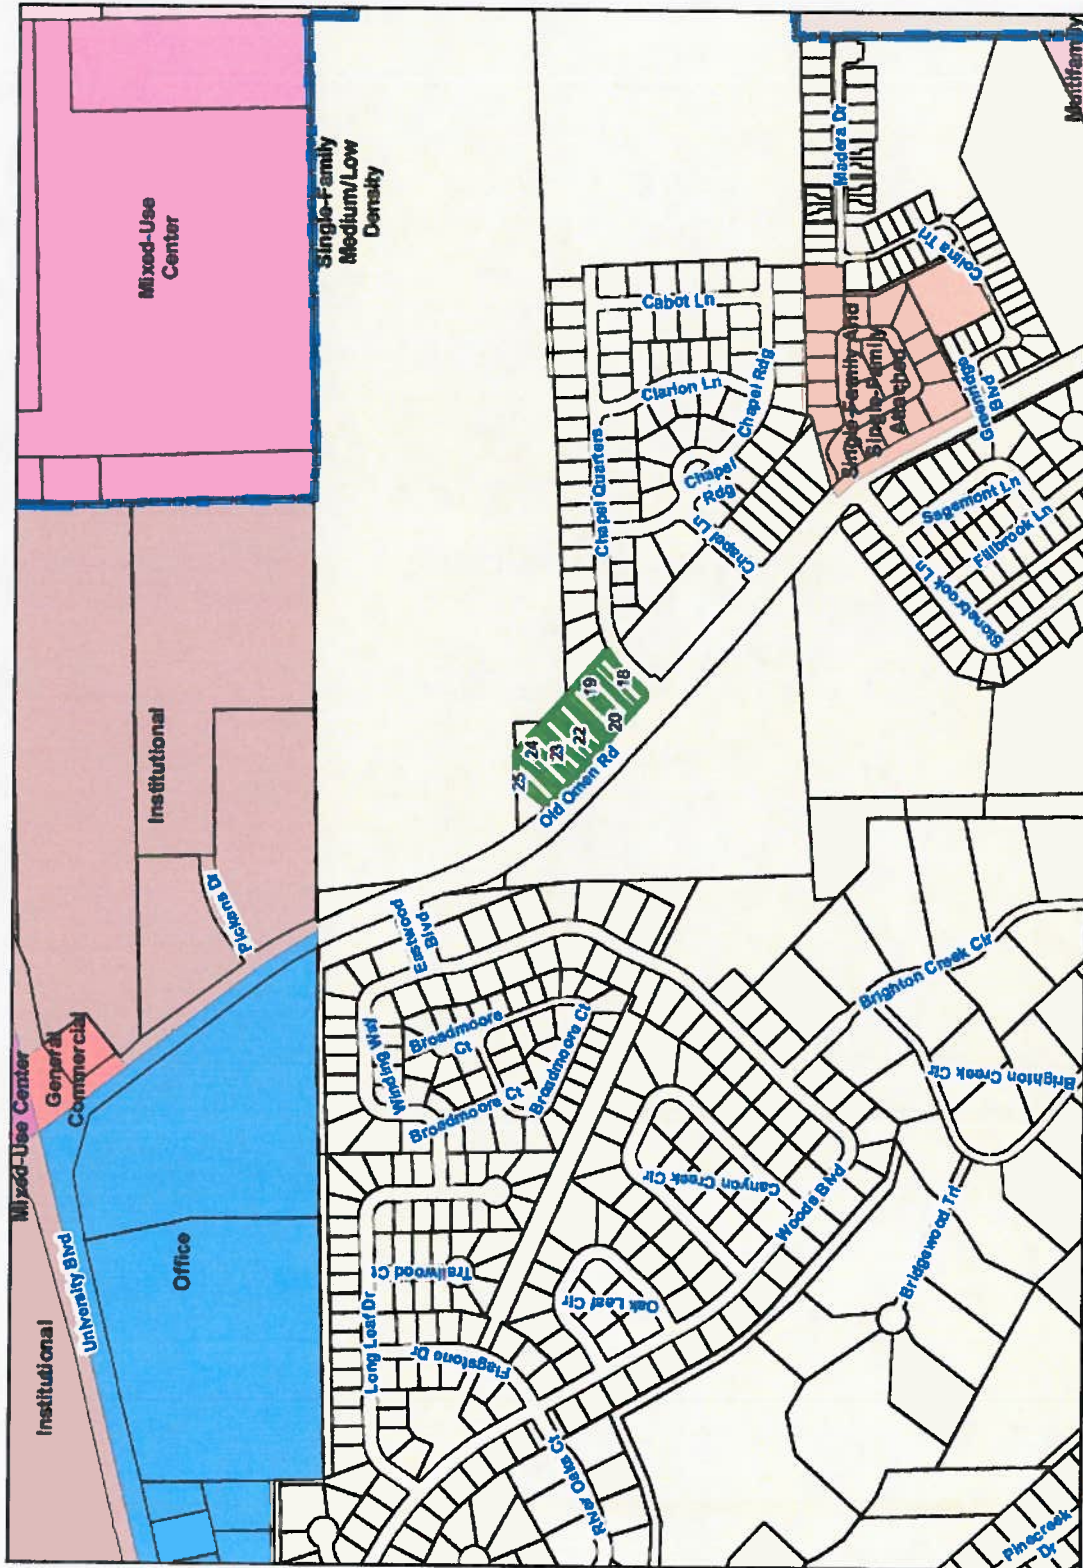 Mixed-Use
Center
Single-Family
Medium/Low
Density
Madera Dr
Multifamily
Colina Trl
Cabot Ln
Clarion Ln
Chapel Rdg
Chapel Quarters
Chapel
Rdg
Chapel Ln
Single-Family And
Single-Family
Attached
Greenridge
Blvd
Sagemont Ln
Fillbrook Ln
Stonebrook Ln
Institutional
Pickens Dr
18
19
20
22
23
24
25
Old Omen Rd
Eastwood
Blvd
Mixed-Use Center
General
Commercial
Winding Way
Broadmoore
Ct
Broadmoore Ct
Broadmoore Ct
Brighton Creek Cir
Brighton Creek Cir
Institutional
University Blvd
Office
Long Leaf Dr
Trailwood Ct
Flagstone Dr
Canyon Creek Cir
Oak Leaf Cir
Woods Blvd
Bridgewood Trl
River Oaks Ct
Pinecreek
Dr